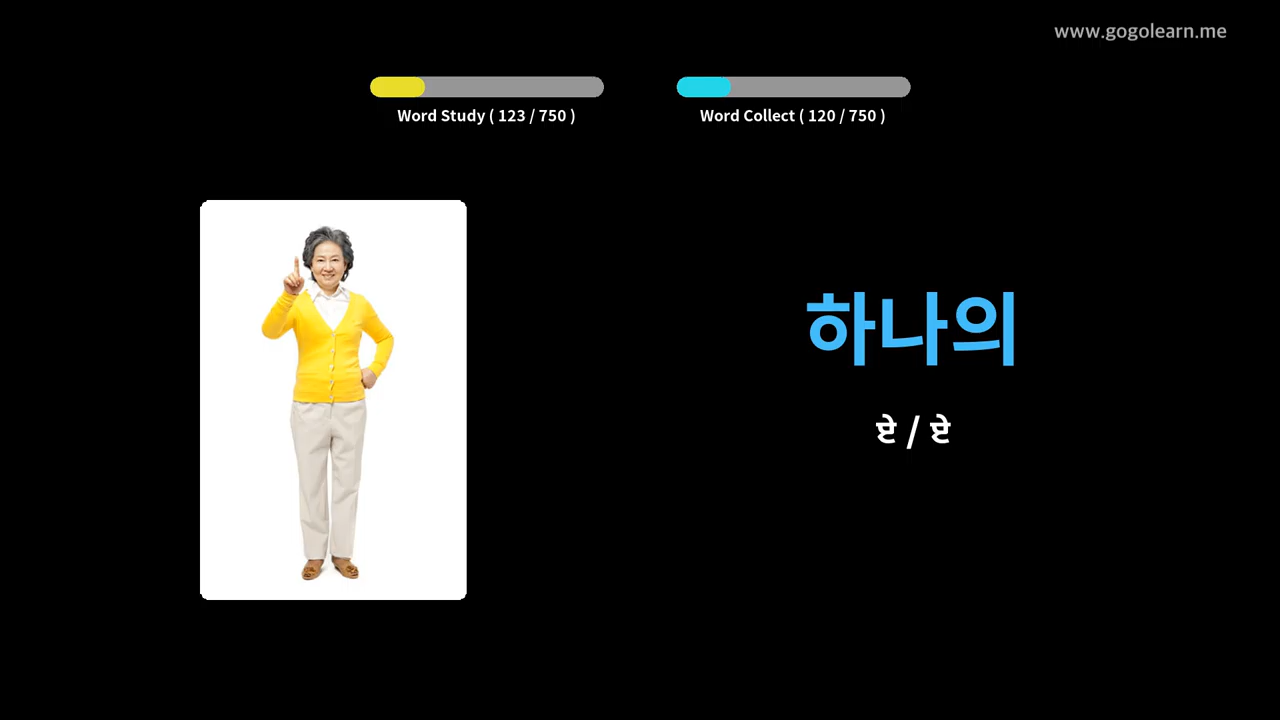 www.gogolearn.me
Word Study ( 123 / 750 )
Word Collect ( 120 / 750 )
하나의
ਏ / ਏ